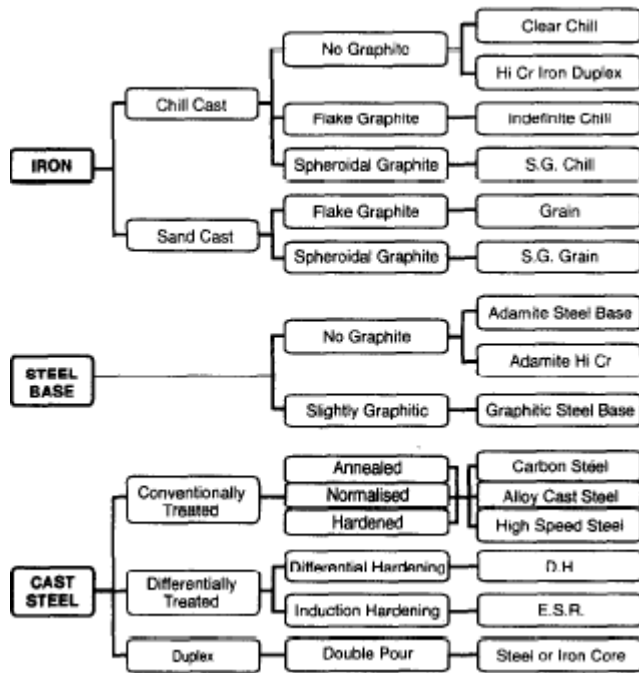 No Graphite
Clear Chill
Hi Cr Iron Duplex
Chill Cast
Flake Graphite
Indefinite Chill
IRON
Spheroidal Graphite
S.G. Chill
Sand Cast
Flake Graphite
Grain
Spheroidal Graphite
S.G. Grain
STEEL
BASE
No Graphite
Adamite Steel Base
Adamite Hi Cr
Slightly Graphitic
Graphitic Steel Base
Conventionally
Treated
Annealed
Normalised
Hardened
Carbon Steel
Alloy Cast Steel
High Speed Steel
CAST
STEEL
Differentially
Treated
Differential Hardening
D.H
Induction Hardening
E.S.R.
Duplex
Double Pour
Steel or Iron Core